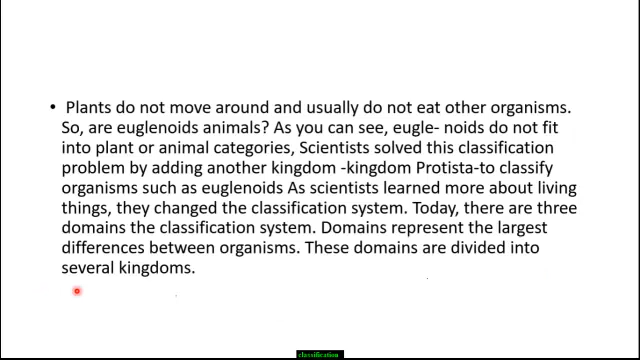 • Plants do not move around and usually do not eat other organisms.
So, are euglenoids animals? As you can see, eugle- noids do not fit
into plant or animal categories, Scientists solved this classification
problem by adding another kingdom -kingdom Protista-to classify
organisms such as euglenoids As scientists learned more about living
things, they changed the classification system. Today, there are three
domains the classification system. Domains represent the largest
differences between organisms. These domains are divided into
several kingdoms.
classification